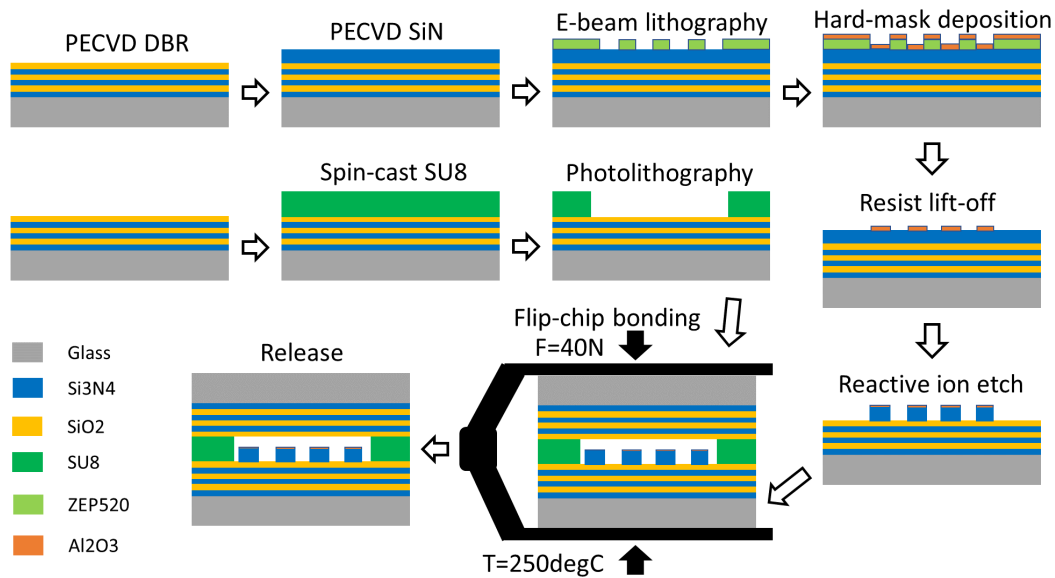 PECVD DBR
PECVD SiN
E-beam lithography
Hard-mask deposition
Spin-cast SU8
Photolithography
Resist lift-off
Flip-chip bonding
F=40N
Release
Reactive ion etch
Glass
Si3N4
SiO2
SU8
ZEP520
Al2O3
T=250degC